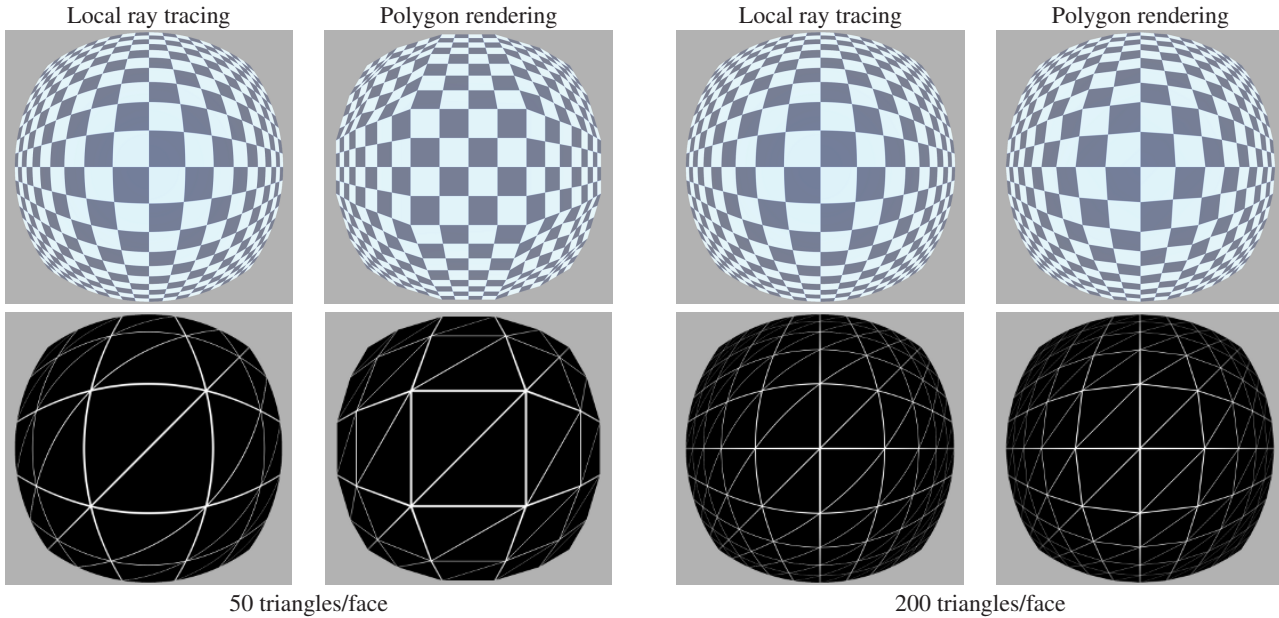 Local ray tracing
Polygon rendering
Local ray tracing
Polygon rendering
50 triangles/face
200 triangles/face